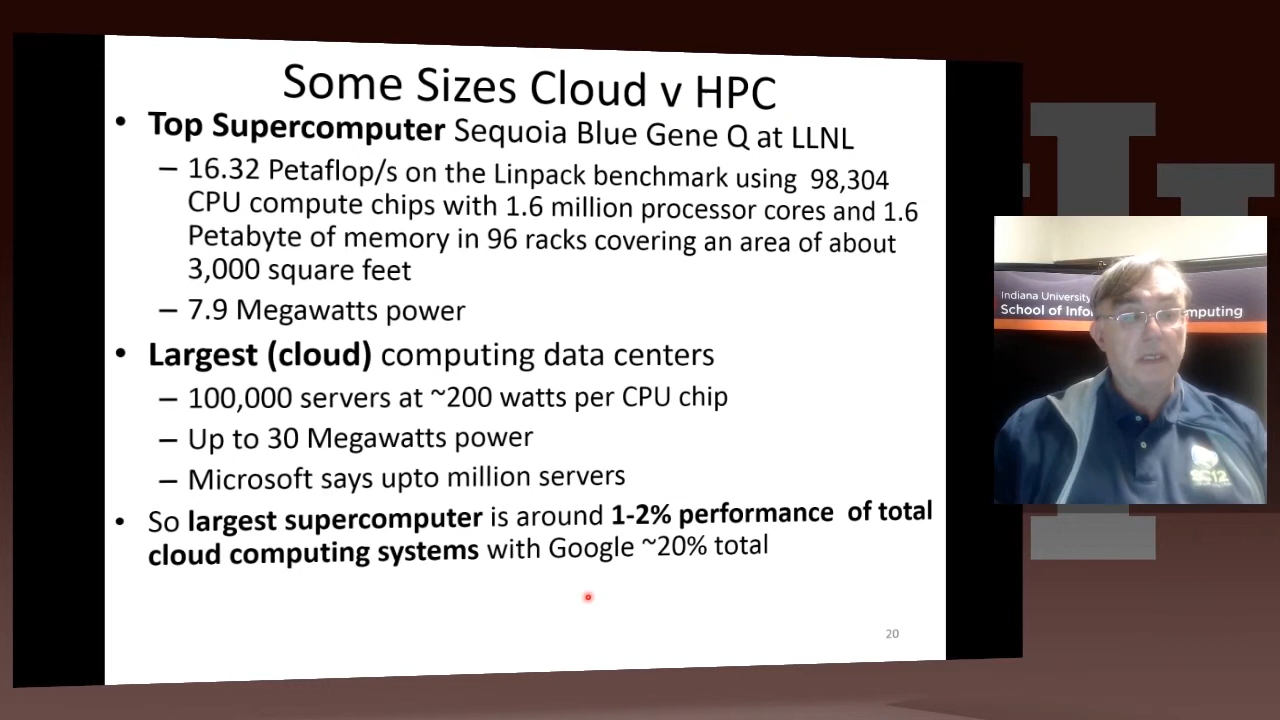 Some Sizes Cloud v HPC
• Top Supercomputer Sequoia Blue Gene Q at LLNL
– 16.32 Petaflop/s on the Linpack benchmark using 98,304
CPU compute chips with 1.6 million processor cores and 1.6
Petabyte of memory in 96 racks covering an area of about
3,000 square feet
– 7.9 Megawatts power
• Largest (cloud) computing data centers
– 100,000 servers at ~200 watts per CPU chip
– Up to 30 Megawatts power
– Microsoft says upto million servers
• So largest supercomputer is around 1-2% performance of total
cloud computing systems with Google ~20% total
20
Indiana University
School of Info mputing
SC12